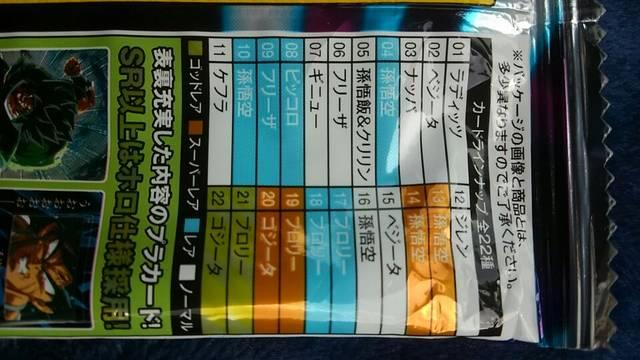 ※パッケージの画像と商品とは、
多少異なりますのでご了承ください。
カードラインナップ 全22種
01 ラディッツ
02 ベジータ
03 ナッパ
04 孫悟空
05 孫悟飯&クリリン
06 フリーザ
07 ギニュー
08 ピッコロ
09 フリーザ
10 孫悟空
11 ケフラ
12 ジレン
13 孫悟空
14 孫悟空
15 ベジータ
16 孫悟空
17 ブロリー
18 ブロリー
19 ブロリー
20 ゴジータ
21 ブロリー
22 ゴジータ
ゴッドレア スーパーレア レア ノーマル
表裏充実した内容のプラカード!
SR以上はホロ仕様採用!